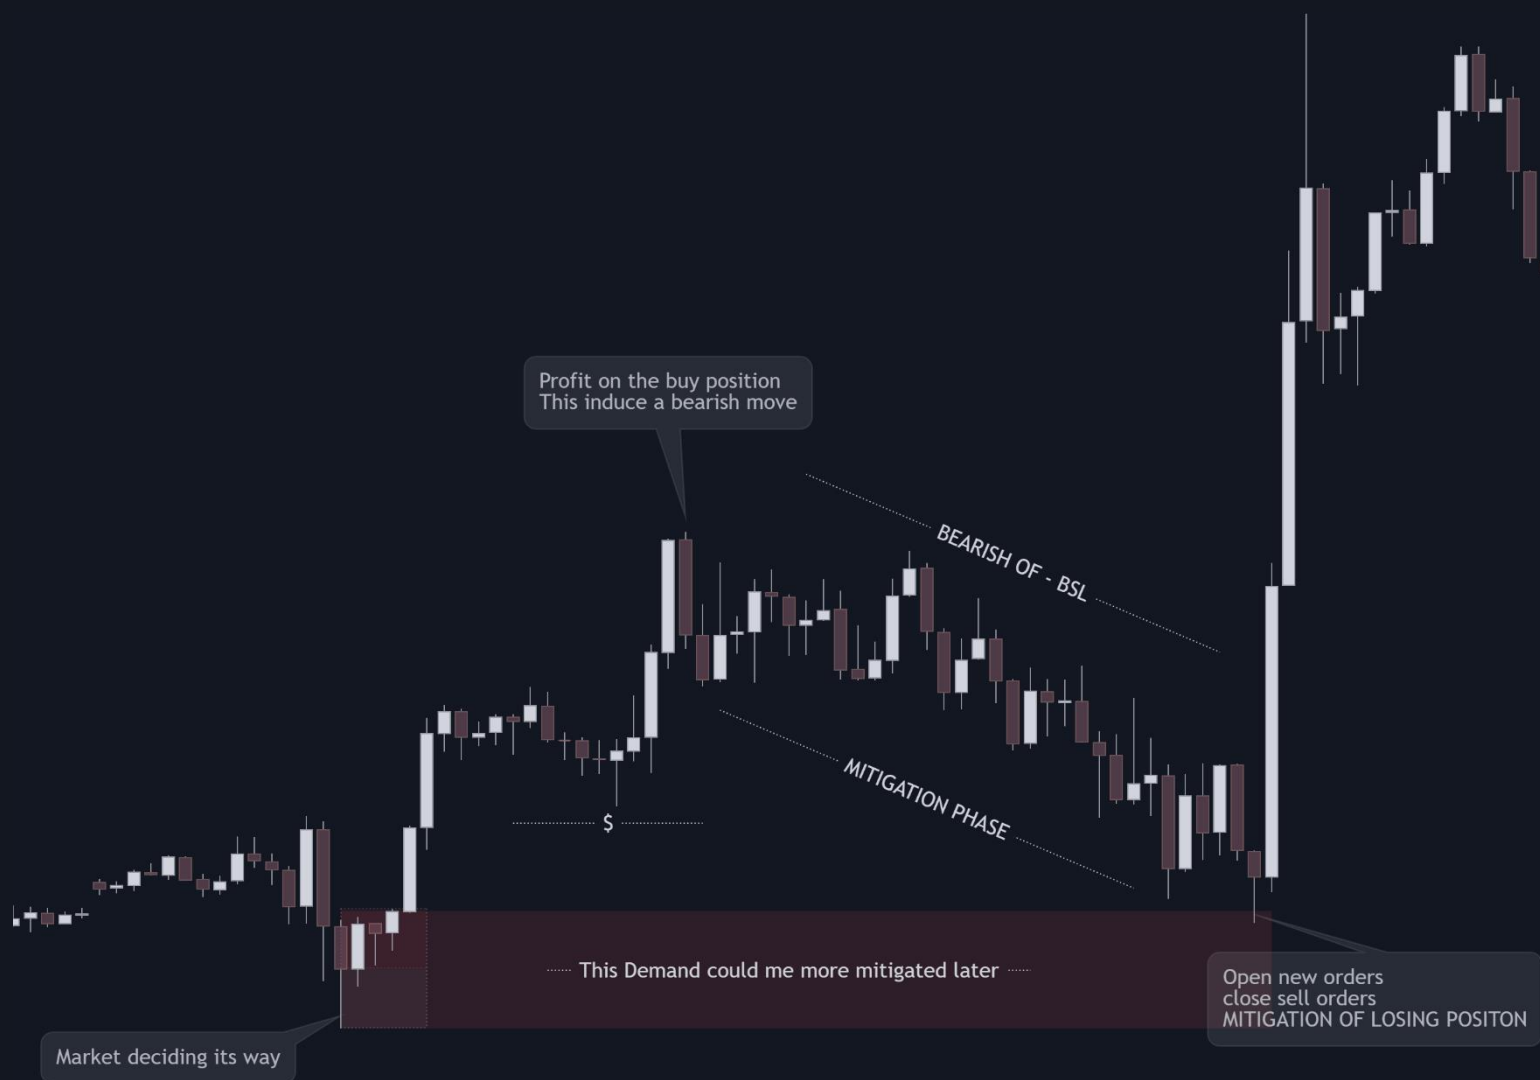 Profit on the buy position
This induce a bearish move
BEARISH OF - BSL
MITIGATION PHASE
$
This Demand could me more mitigated later
Open new orders
close sell orders
MITIGATION OF LOSING POSITON
Market deciding its way